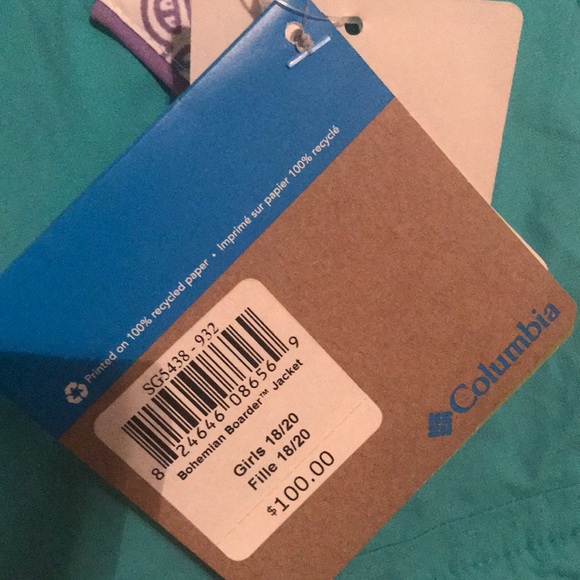 Printed on 100% recycled paper • Imprimé sur papier 100% recyclé
SG5438 - 932
8 24646 08656 9
Bohemian Boarder™ Jacket
Girls 18/20
Fille 18/20
$100.00
Columbia